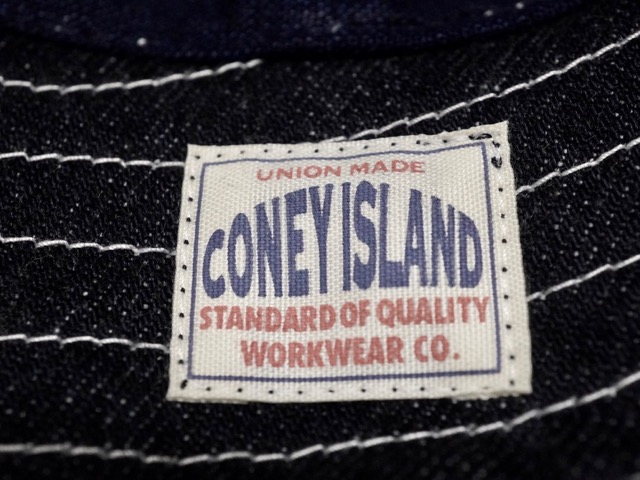 UNION MADE
CONEY ISLAND
STANDARD OF QUALITY
WORKWEAR CO.